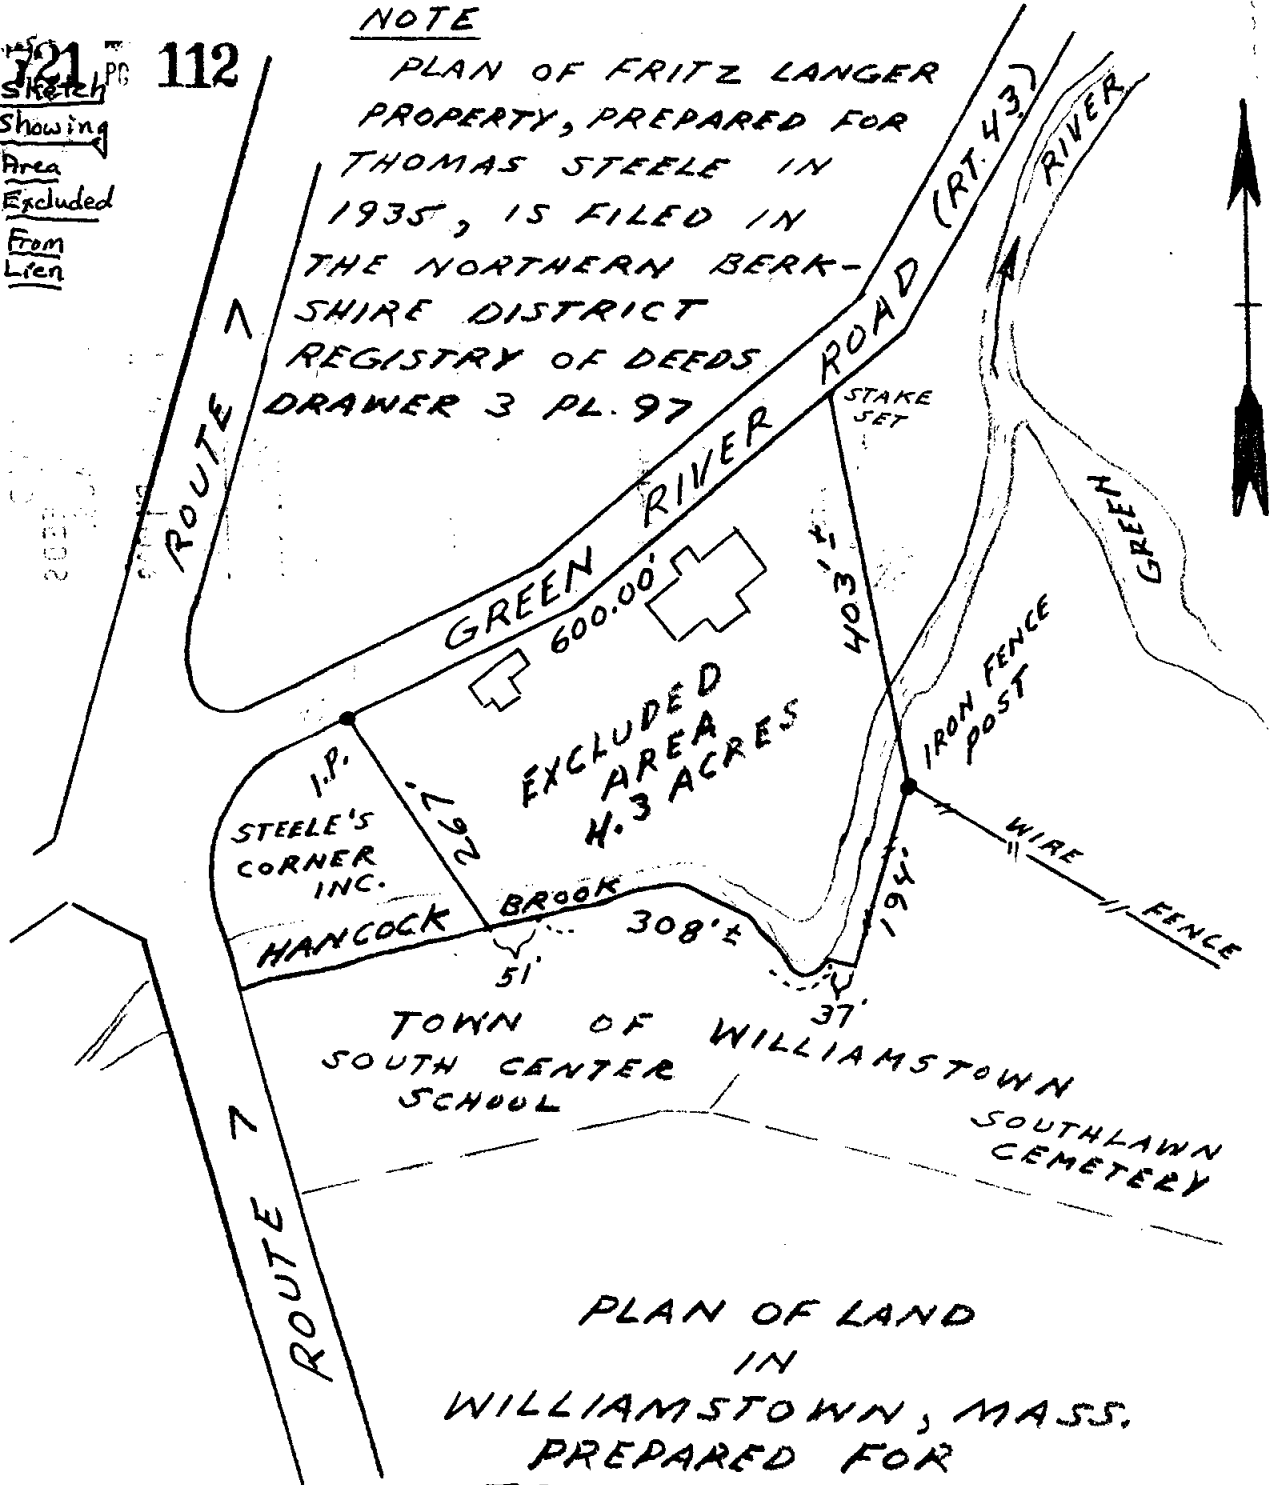 721 PG 112
Sketch
Showing
Area
Excluded
From
Lien
NOTE
PLAN OF FRITZ LANGER
PROPERTY, PREPARED FOR
THOMAS STEELE IN
1935, IS FILED IN
THE NORTHERN BERK-
SHIRE DISTRICT
REGISTRY OF DEEDS
DRAWER 3 PL. 97
ROUTE 7
GREEN RIVER ROAD (RT. 43)
RIVER
GREEN
STAKE
SET
600.00'
403'±
IRON FENCE
POST
EXCLUDED
AREA
4.3 ACRES
I.P.
267'
STEELE'S
CORNER
INC.
HANCOCK BROOK
51'
308'±
37'
194'
WIRE FENCE
TOWN OF WILLIAMSTOWN
SOUTH CENTER
SCHOOL
SOUTHLAWN
CEMETERY
ROUTE 7
PLAN OF LAND
IN
WILLIAMSTOWN, MASS.
PREPARED FOR